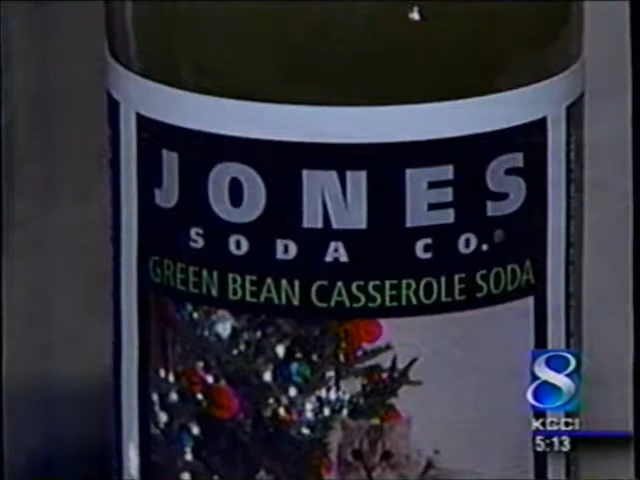 JONES
SODA CO.®
GREEN BEAN CASSEROLE SODA
8
KCCI
5:13